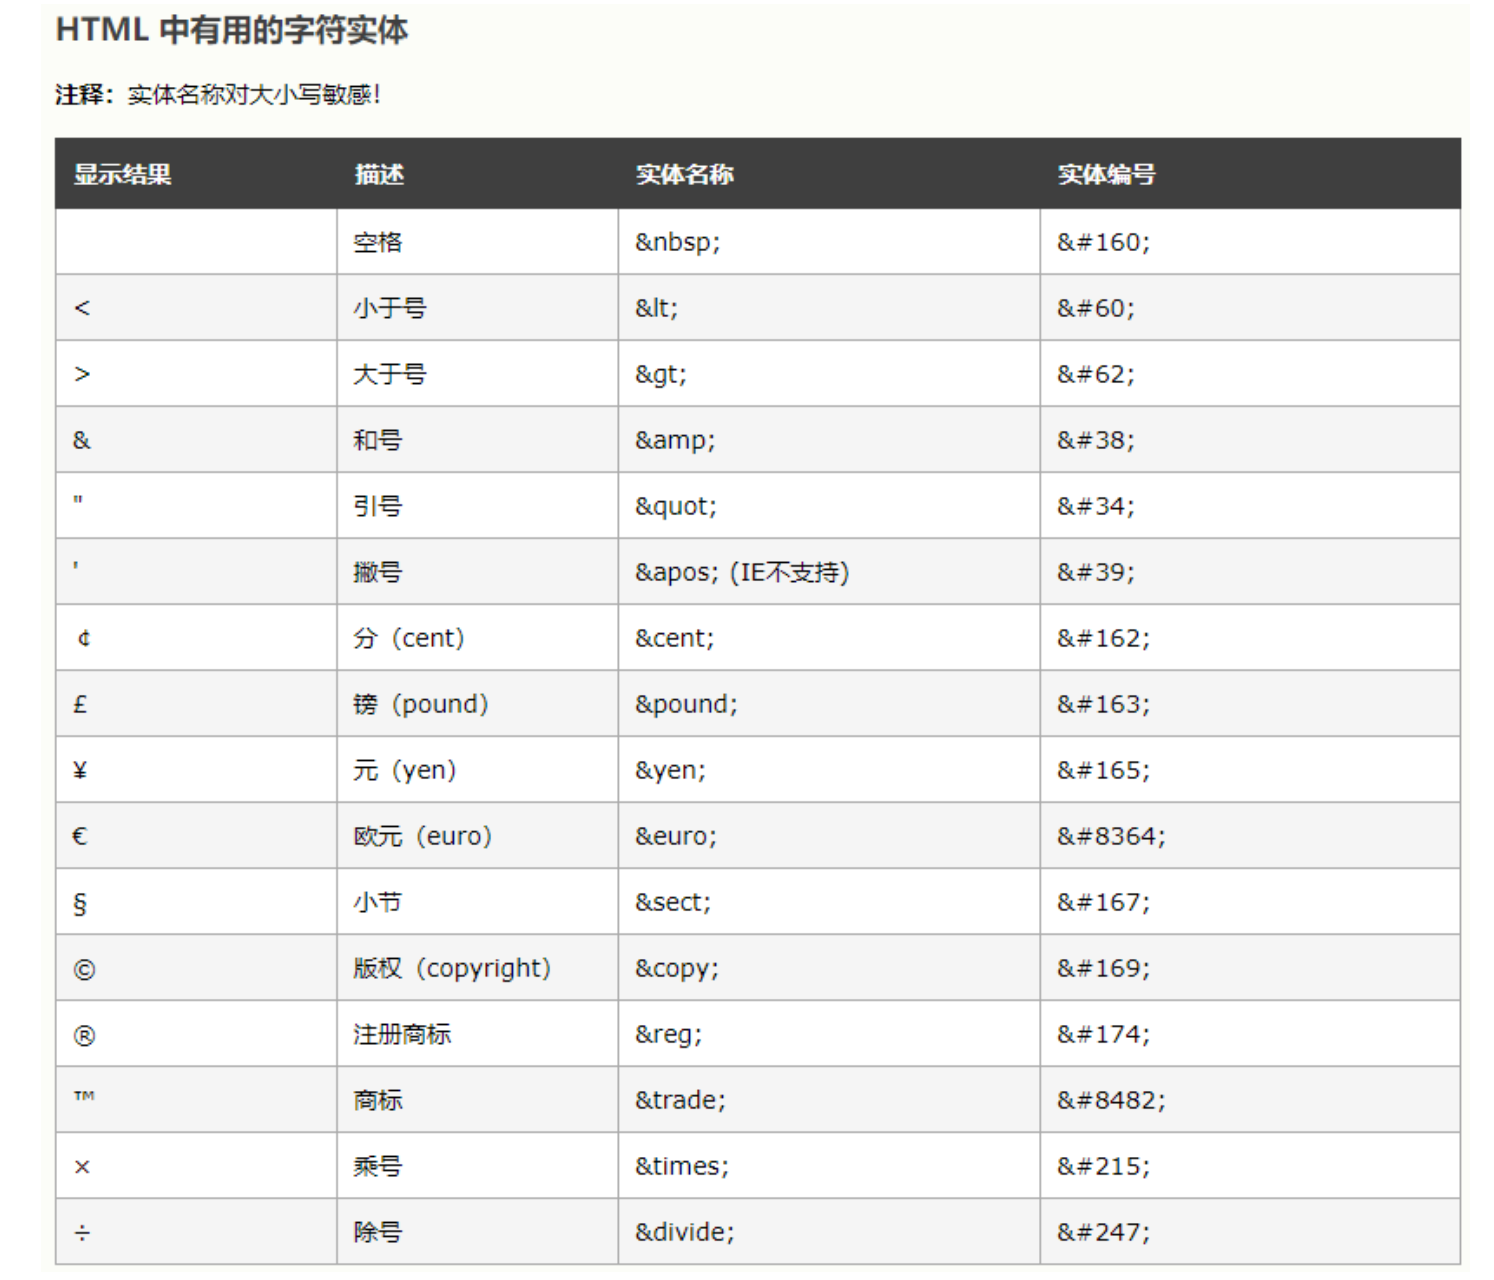 HTML 中有用的字符实体
注释：实体名称对大小写敏感！
显示结果 描述 实体名称 实体编号
空格 &nbsp; &#160;
< 小于号 &lt; &#60;
> 大于号 &gt; &#62;
& 和号 &amp; &#38;
" 引号 &quot; &#34;
' 撇号 &apos; (IE不支持) &#39;
¢ 分（cent） &cent; &#162;
£ 镑（pound） &pound; &#163;
¥ 元（yen） &yen; &#165;
€ 欧元（euro） &euro; &#8364;
§ 小节 &sect; &#167;
© 版权（copyright） &copy; &#169;
® 注册商标 &reg; &#174;
™ 商标 &trade; &#8482;
× 乘号 &times; &#215;
÷ 除号 &divide; &#247;